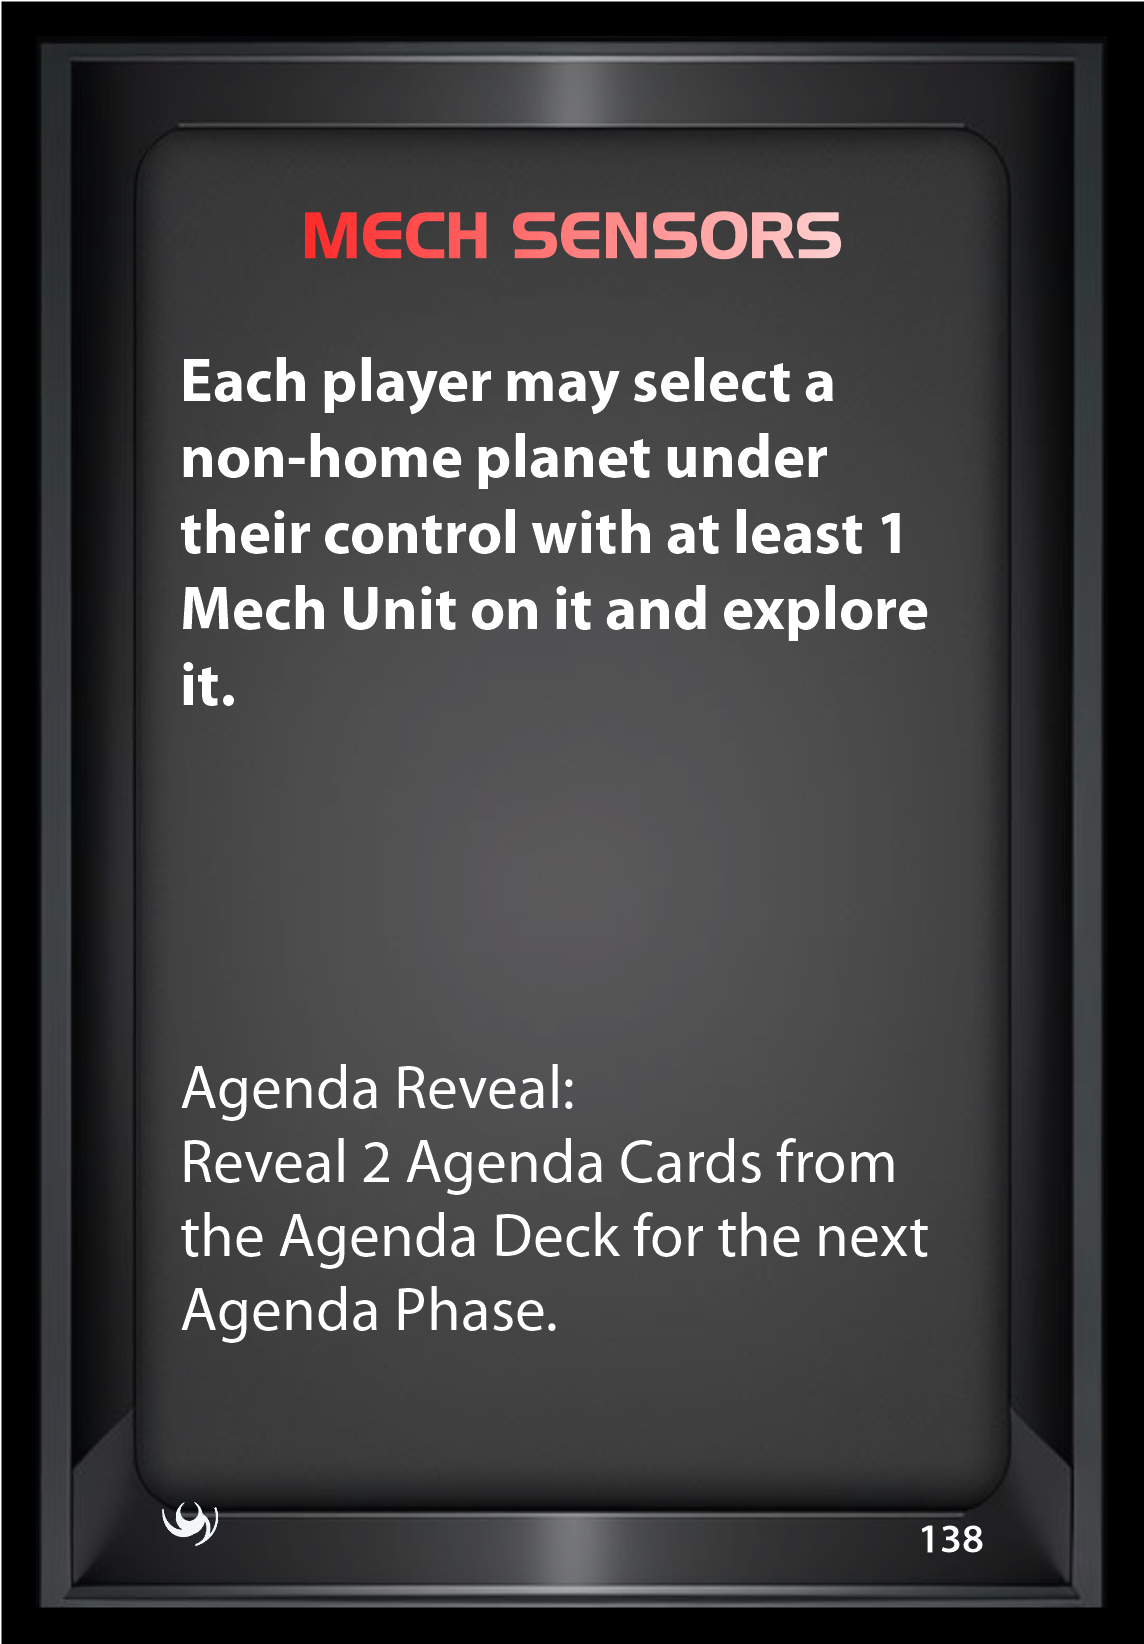 MECH SENSORS
Each player may select a
non-home planet under
their control with at least 1
Mech Unit on it and explore
it.
Agenda Reveal:
Reveal 2 Agenda Cards from
the Agenda Deck for the next
Agenda Phase.
138